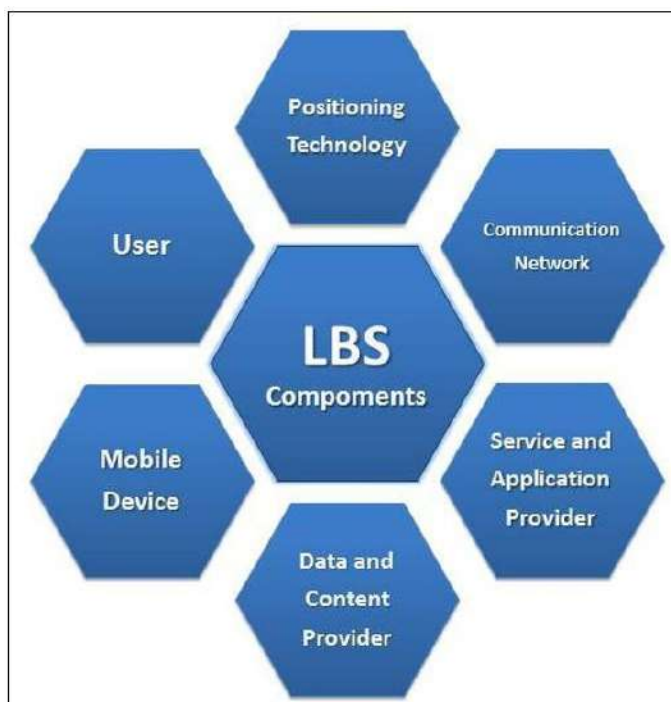 Positioning
Technology
User
Communication
Network
LBS
Compoments
Mobile
Device
Service and
Application
Provider
Data and
Content
Provider